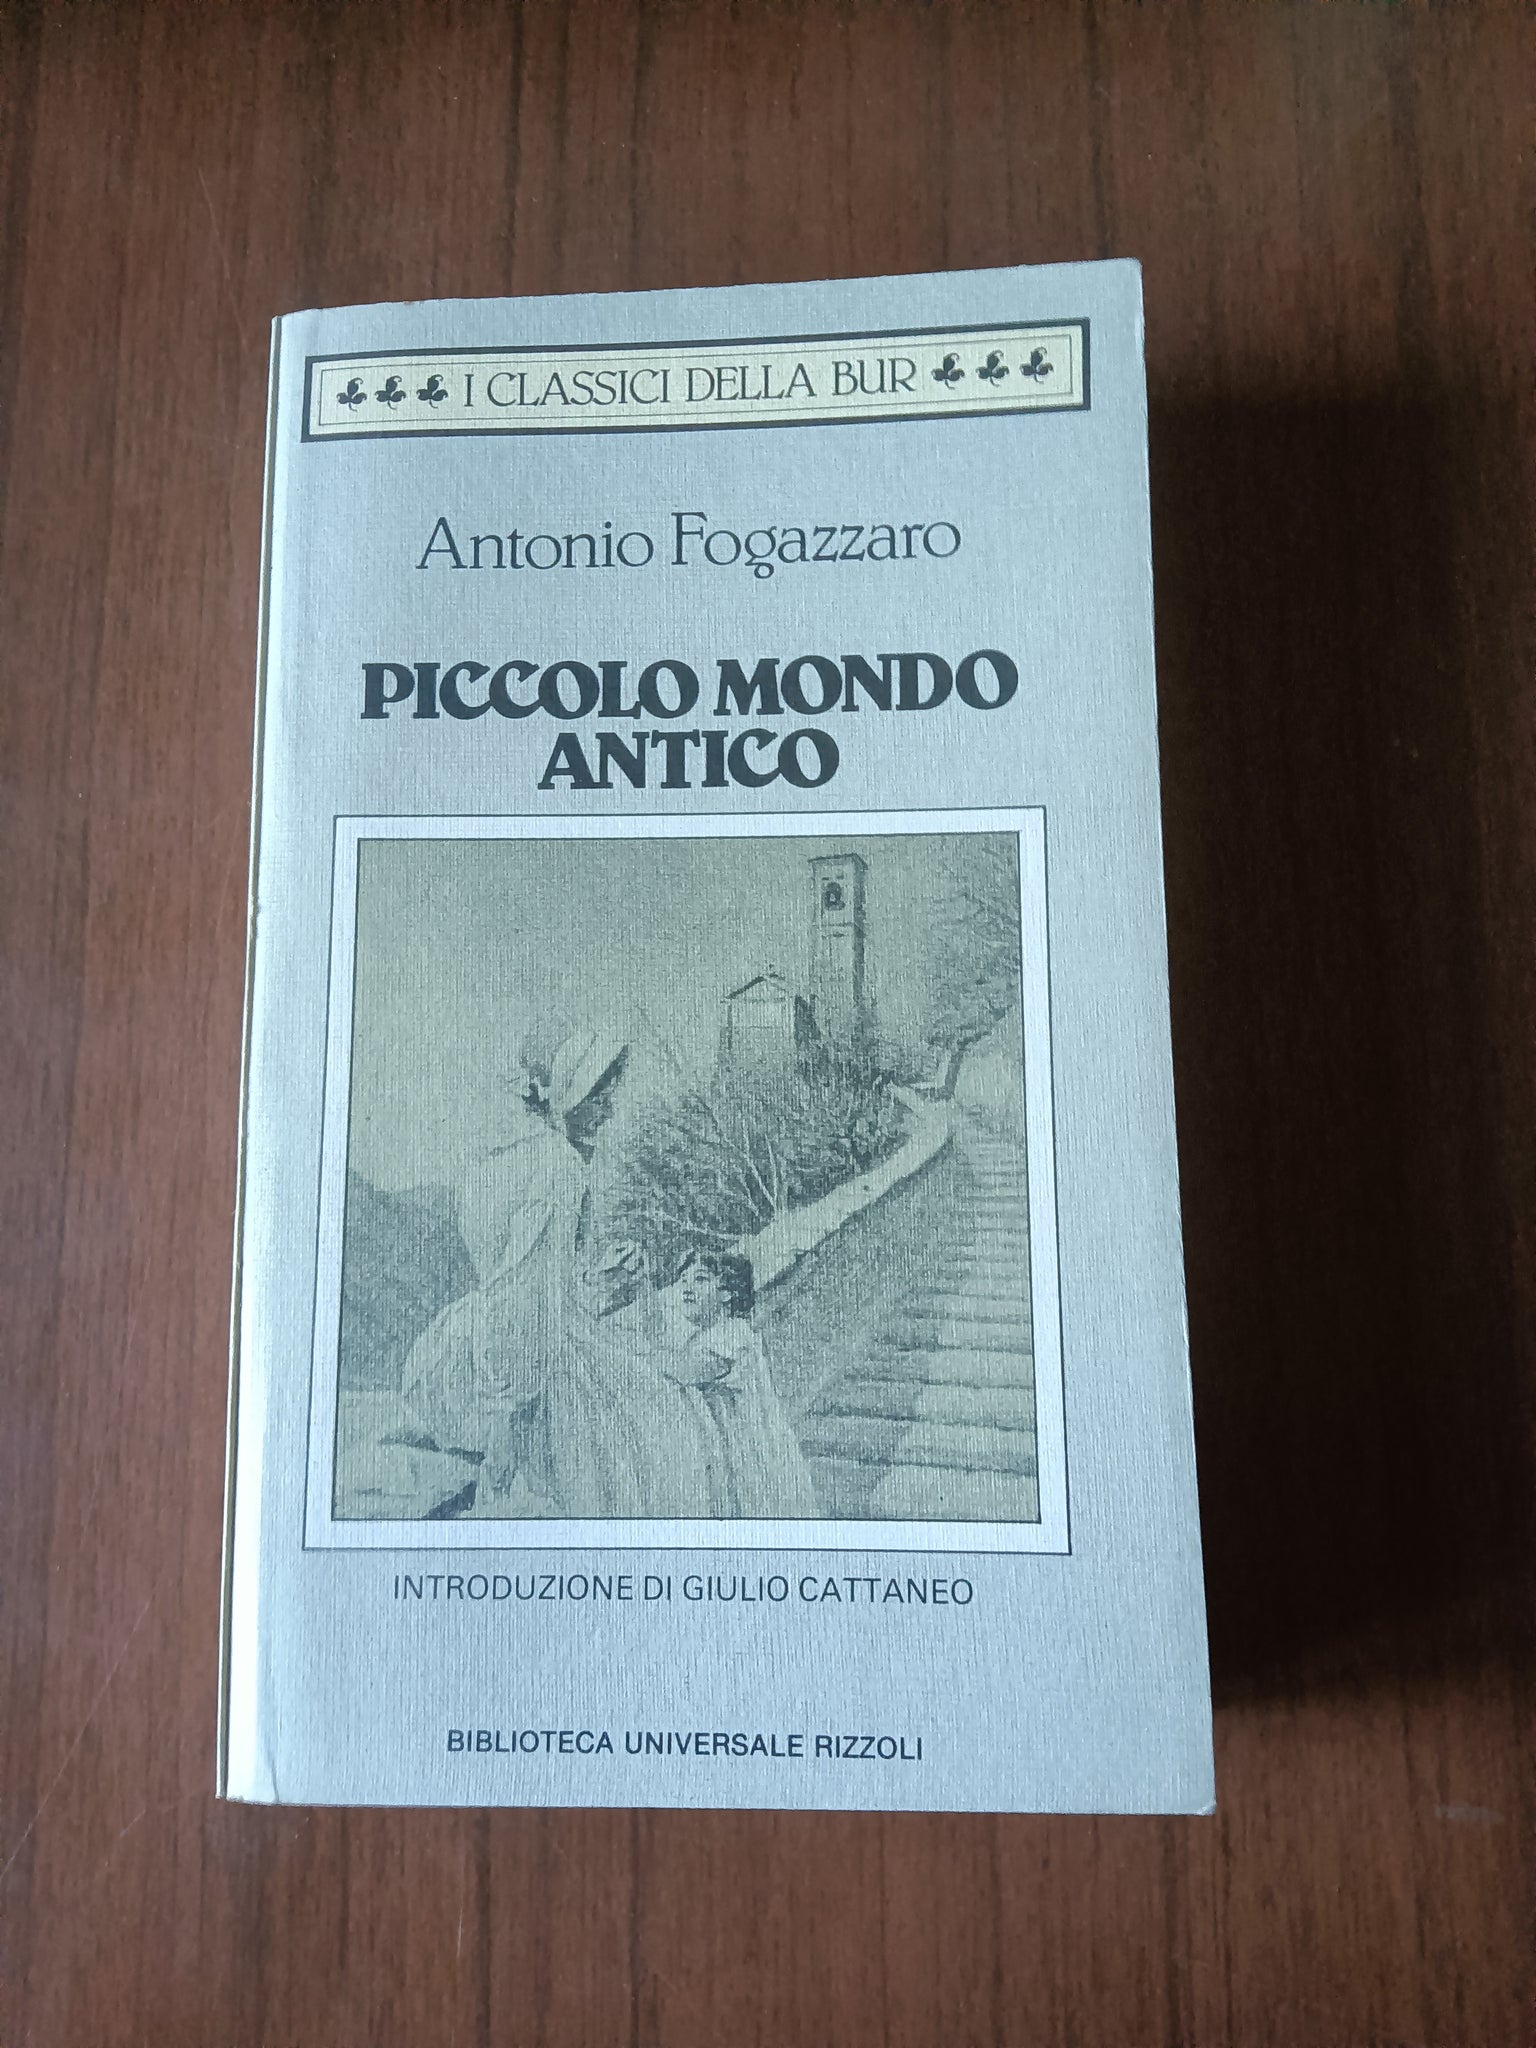 I CLASSICI DELLA BUR
Antonio Fogazzaro
PICCOLO MONDO
ANTICO
INTRODUZIONE DI GIULIO CATTANEO
BIBLIOTECA UNIVERSALE RIZZOLI